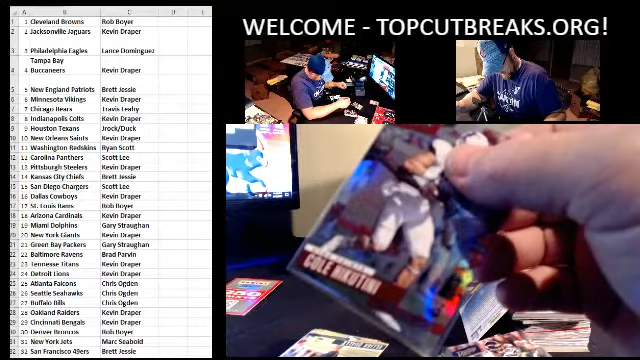 WELCOME - TOPCUTBREAKS.ORG!
A B C D E
1 Cleveland Browns Rob Boyer
2 Jacksonville Jaguars Kevin Draper
3 Philadelphia Eagles Lance Dominguez
Tampa Bay
4 Buccaneers Kevin Draper
5 New England Patriots Brett Jessie
6 Minnesota Vikings Kevin Draper
7 Chicago Bears Travis Leahy
8 Indianapolis Colts Kevin Draper
9 Houston Texans Jrock/Duck
10 New Orleans Saints Kevin Draper
11 Washington Redskins Ryan Scott
12 Carolina Panthers Scott Lee
13 Pittsburgh Steelers Kevin Draper
14 Kansas City Chiefs Brett Jessie
15 San Diego Chargers Scott Lee
16 Dallas Cowboys Kevin Draper
17 St. Louis Rams Rob Boyer
18 Arizona Cardinals Kevin Draper
19 Miami Dolphins Gary Straughan
20 New York Giants Kevin Draper
21 Green Bay Packers Gary Straughan
22 Baltimore Ravens Brad Parvin
23 Tennesse Titans Kevin Draper
24 Detroit Lions Kevin Draper
25 Atlanta Falcons Chris Ogden
26 Seattle Seahawks Chris Ogden
27 Buffalo Bills Chris Ogden
28 Oakland Raiders Kevin Draper
29 Cincinnati Bengals Kevin Draper
30 Denver Broncos Rob Boyer
31 New York Jets Marc Seabold
32 San Francisco 49ers Brett Jessie
COLE HIKUTINI